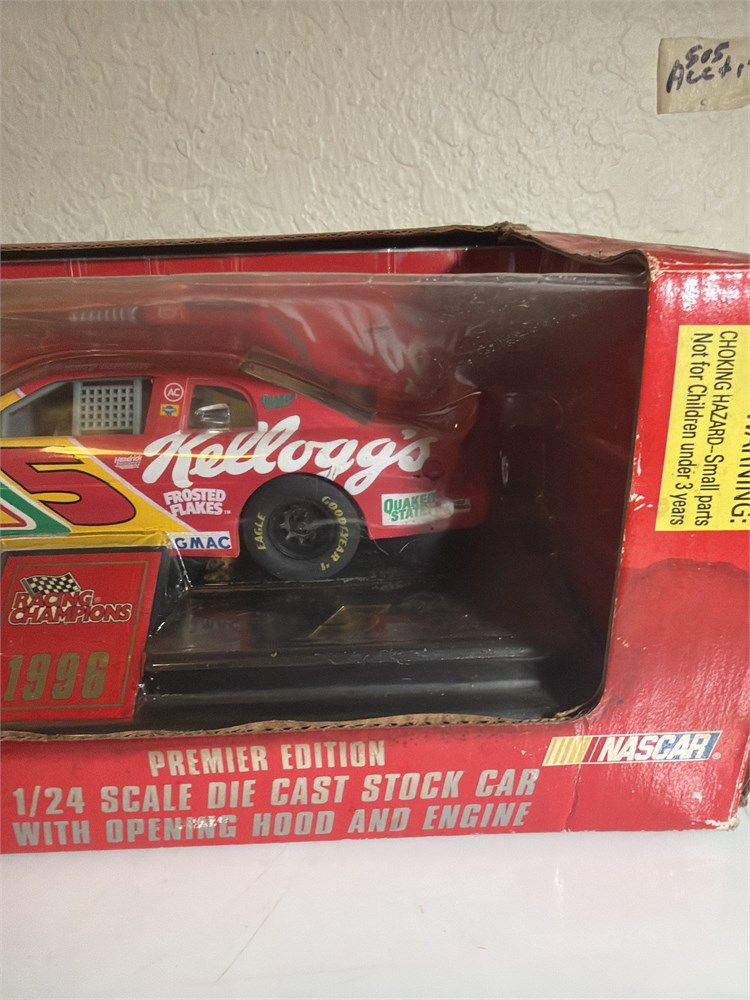 505
AC
Kellogg's
Hendrick
FROSTED
FLAKES
5
GMAC
EAGLE
GOODYEAR
QUAKER
STATE
RACING
CHAMPIONS
1996
WARNING:
CHOKING HAZARD–Small parts
Not for Children under 3 years
NASCAR
PREMIER EDITION
1/24 SCALE DIE CAST STOCK CAR
WITH OPENING HOOD AND ENGINE